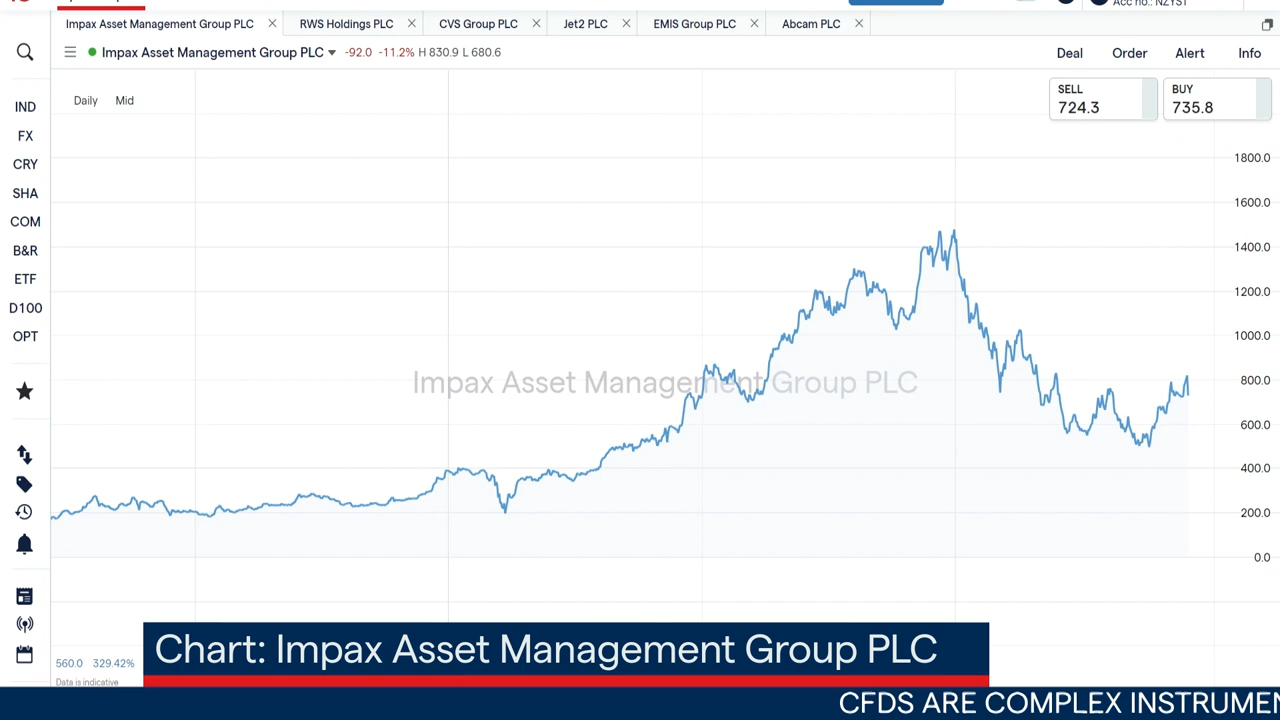 Acc no.: NZYST
Impax Asset Management Group PLC
RWS Holdings PLC
CVS Group PLC
Jet2 PLC
EMIS Group PLC
Abcam PLC
Impax Asset Management Group PLC -92.0 -11.2% H 830.9 L 680.6
Deal
Order
Alert
Info
Daily
Mid
SELL
724.3
BUY
735.8
IND
FX
CRY
SHA
COM
B&R
ETF
D100
OPT
1800.0
1600.0
1400.0
1200.0
1000.0
800.0
600.0
400.0
200.0
0.0
Impax Asset Management Group PLC
560.0 329.42%
Data is indicative
Chart: Impax Asset Management Group PLC
CFDS ARE COMPLEX INSTRUMEN